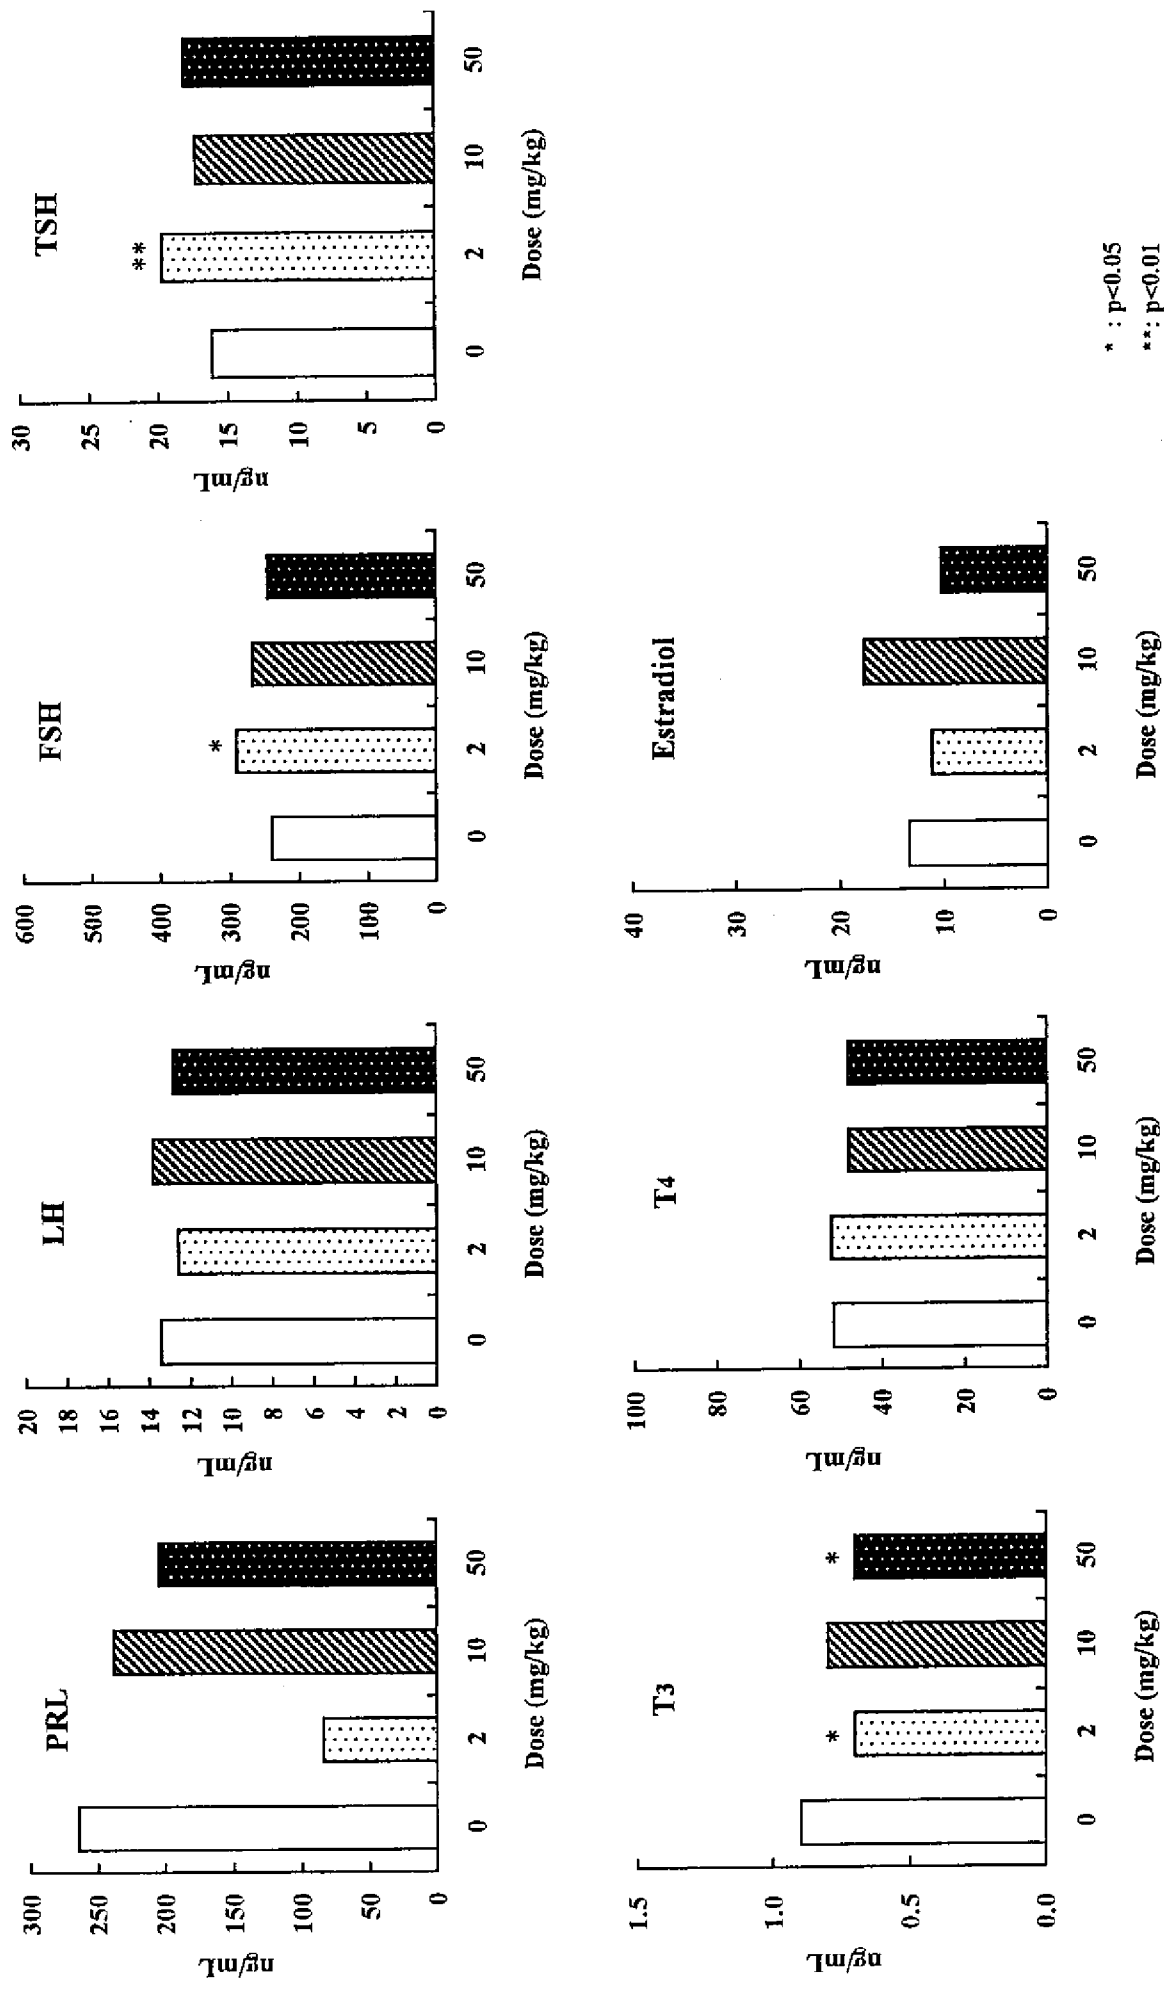 PRL
ng/mL
300
250
200
150
100
50
0
0 2 10 50
Dose (mg/kg)
LH
ng/mL
20
18
16
14
12
10
8
6
4
2
0
0 2 10 50
Dose (mg/kg)
FSH
ng/mL
600
500
400
300
200
100
0
*
0 2 10 50
Dose (mg/kg)
TSH
ng/mL
30
25
20
15
10
5
0
**
0 2 10 50
Dose (mg/kg)
T3
ng/mL
1.5
1.0
0.5
0.0
* *
0 2 10 50
Dose (mg/kg)
T4
ng/mL
100
80
60
40
20
0
0 2 10 50
Dose (mg/kg)
Estradiol
ng/mL
40
30
20
10
0
0 2 10 50
Dose (mg/kg)
* : p<0.05
**: p<0.01